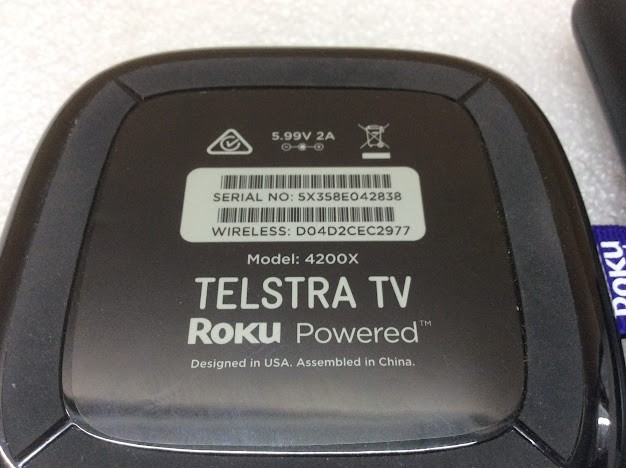 5.99V 2A
SERIAL NO: 5X358E042838
WIRELESS: D04D2CEC2977
Model: 4200X
TELSTRA TV
ROKU Powered™
Designed in USA. Assembled in China.
ROKU